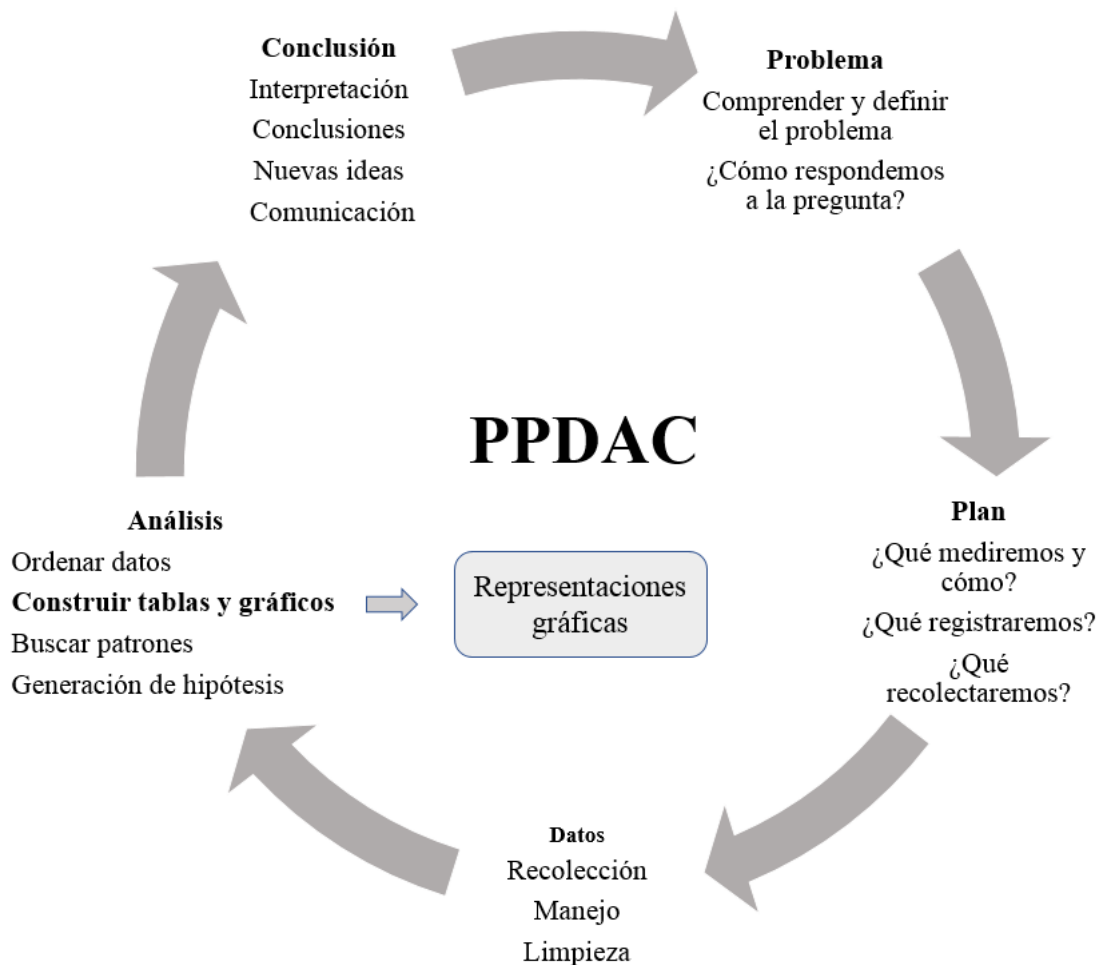 Conclusión
Interpretación
Conclusiones
Nuevas ideas
Comunicación
Problema
Comprender y definir
el problema
¿Cómo respondemos
a la pregunta?
PPDAC
Análisis
Ordenar datos
Construir tablas y gráficos
Buscar patrones
Generación de hipótesis
Representaciones
gráficas
Plan
¿Qué mediremos y
cómo?
¿Qué registraremos?
¿Qué
recolectaremos?
Datos
Recolección
Manejo
Limpieza